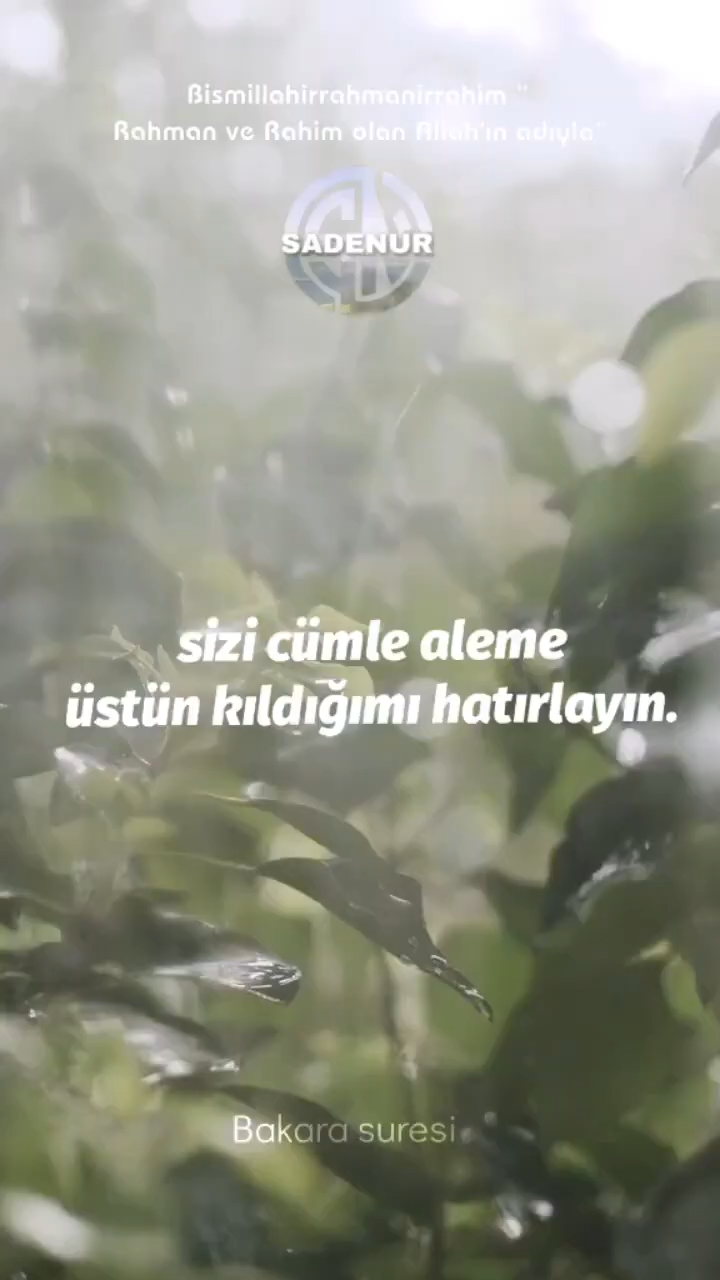 Bismillahirrahmanirrahim "
Rahman ve Rahim olan Allah'ın adıyla"
SADENUR
sizi cümle aleme
üstün kıldığımı hatırlayın.
Bakara suresi